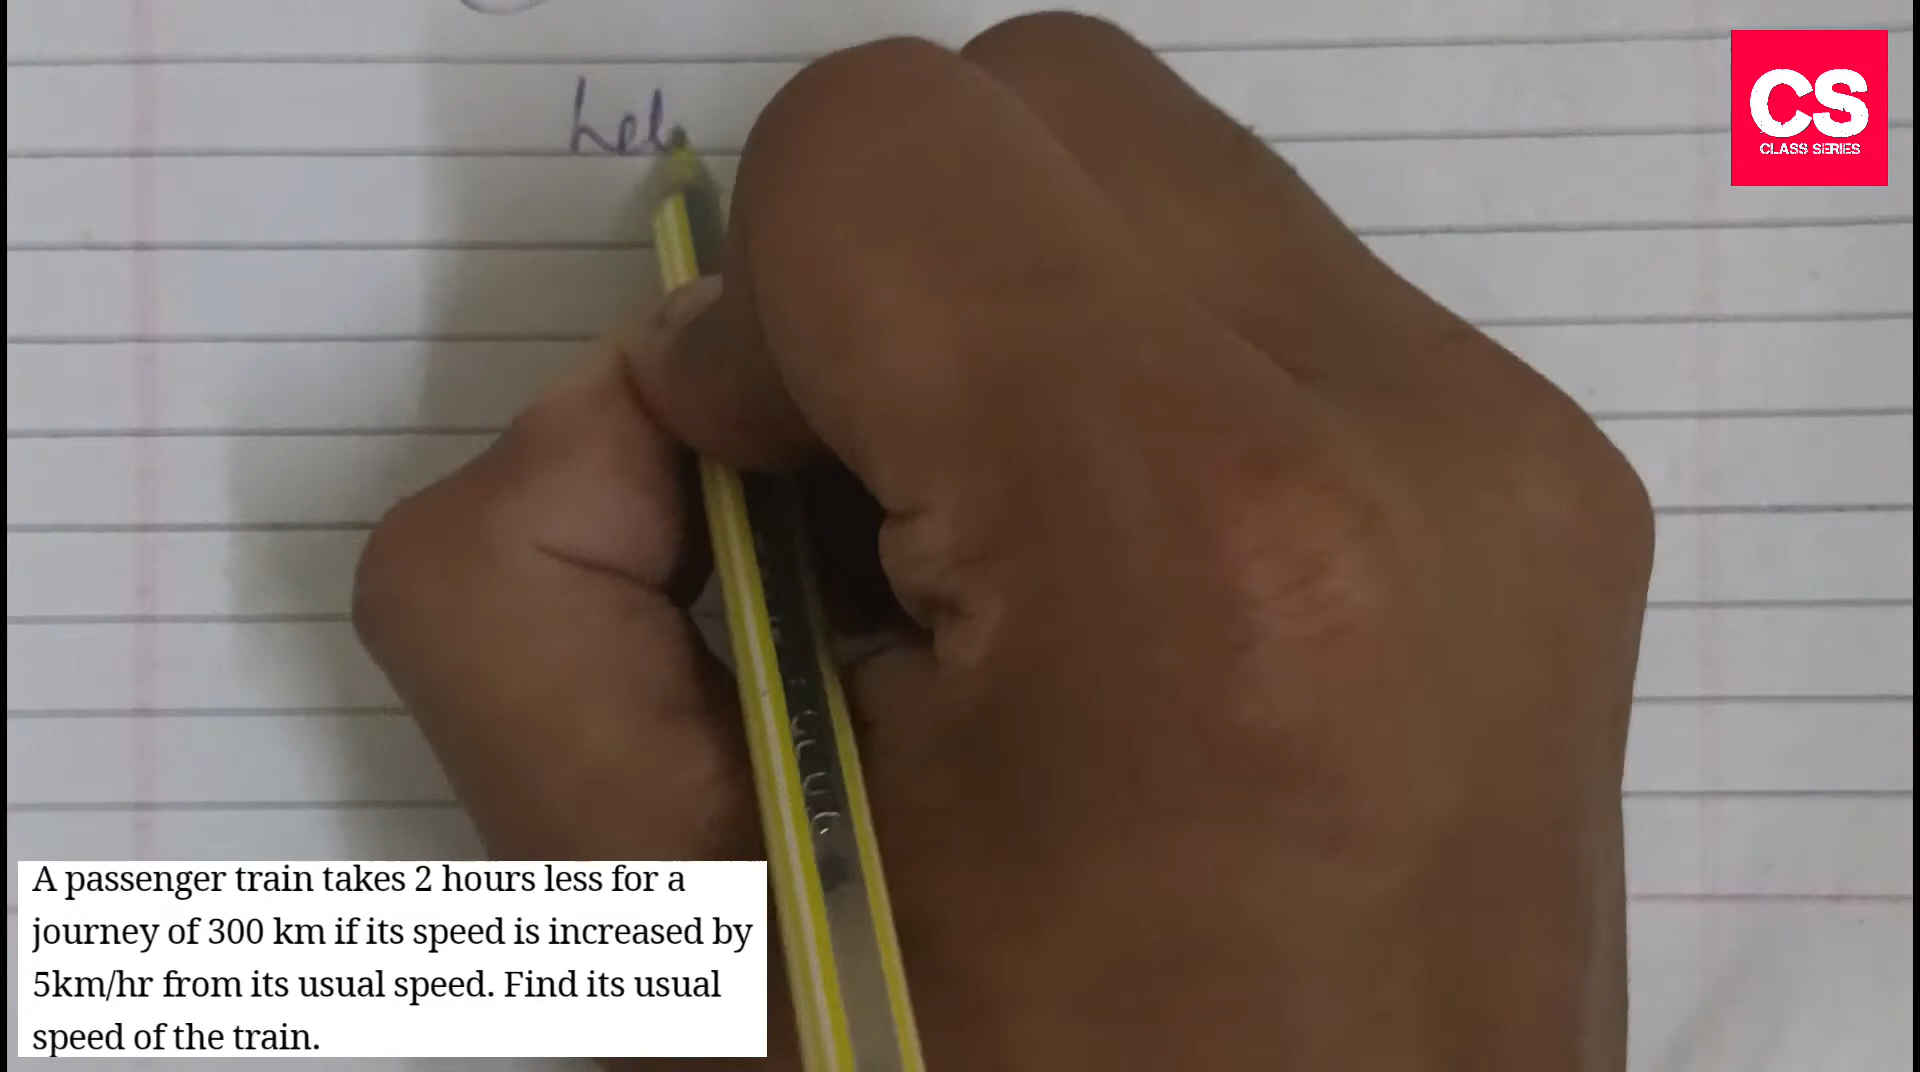 Let
CS
CLASS SERIES
A passenger train takes 2 hours less for a
journey of 300 km if its speed is increased by
5km/hr from its usual speed. Find its usual
speed of the train.